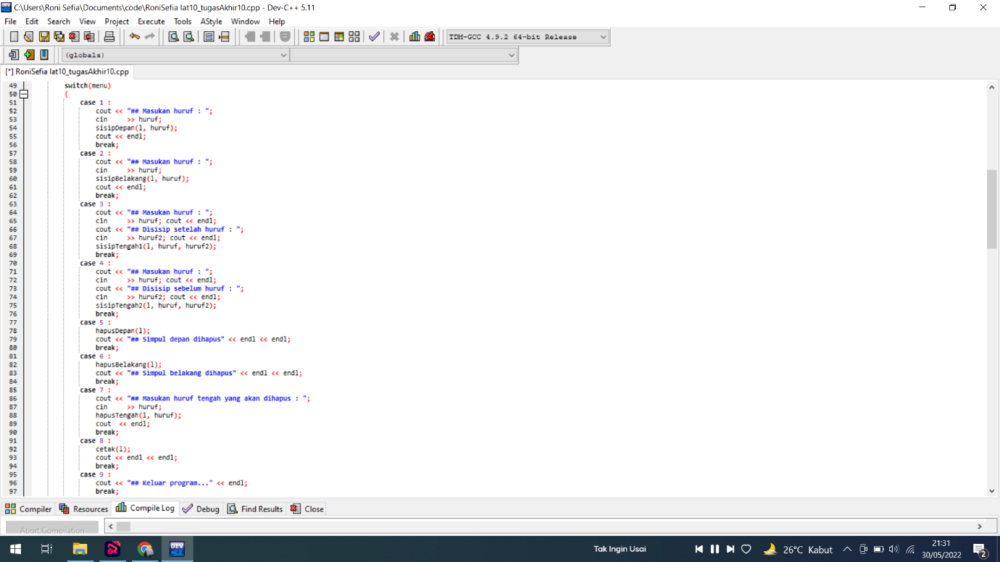 C:\Users\Roni Sefia\Documents\code\RoniSefia lat10_tugasAkhir10.cpp - Dev-C++ 5.11
File Edit Search View Project Execute Tools AStyle Window Help
TDM-GCC 4.9.2 64-bit Release
(globals)
[*] RoniSefia lat10_tugasAkhir10.cpp
49 switch(menu)
50 {
51 case 1 :
52 cout << "## Masukan huruf : ";
53 cin >> huruf;
54 sisipDepan(l, huruf);
55 cout << endl;
56 break;
57 case 2 :
58 cout << "## Masukan huruf : ";
59 cin >> huruf;
60 sisipBelakang(l, huruf);
61 cout << endl;
62 break;
63 case 3 :
64 cout << "## Masukan huruf : ";
65 cin >> huruf; cout << endl;
66 cout << "## Disisip setelah huruf : ";
67 cin >> huruf2; cout << endl;
68 sisipTengah1(l, huruf, huruf2);
69 break;
70 case 4 :
71 cout << "## Masukan huruf : ";
72 cin >> huruf; cout << endl;
73 cout << "## Disisip sebelum huruf : ";
74 cin >> huruf2; cout << endl;
75 sisipTengah2(l, huruf, huruf2);
76 break;
77 case 5 :
78 hapusDepan(l);
79 cout << "## Simpul depan dihapus" << endl << endl;
80 break;
81 case 6 :
82 hapusBelakang(l);
83 cout << "## Simpul belakang dihapus" << endl << endl;
84 break;
85 case 7 :
86 cout << "## Masukan huruf tengah yang akan dihapus : ";
87 cin >> huruf;
88 hapusTengah(l, huruf);
89 cout << endl;
90 break;
91 case 8 :
92 cetak(l);
93 cout << endl << endl;
94 break;
95 case 9 :
96 cout << "## Keluar program..." << endl;
97 break;
Compiler Resources Compile Log Debug Find Results Close
Abort Compilation
DEV
Tak Ingin Usai
26°C Kabut
21:31
30/05/2022
2